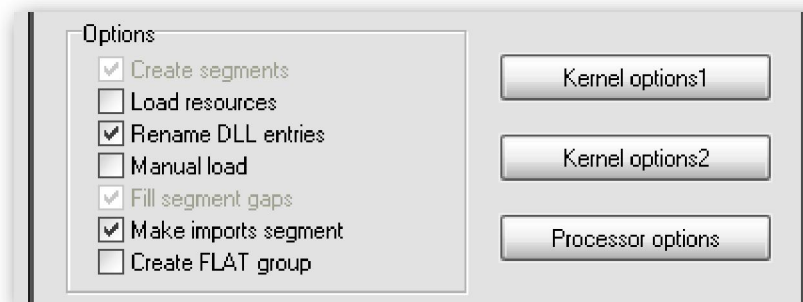 Options
Create segments
Load resources
Rename DLL entries
Manual load
Fill segment gaps
Make imports segment
Create FLAT group
Kernel options1
Kernel options2
Processor options